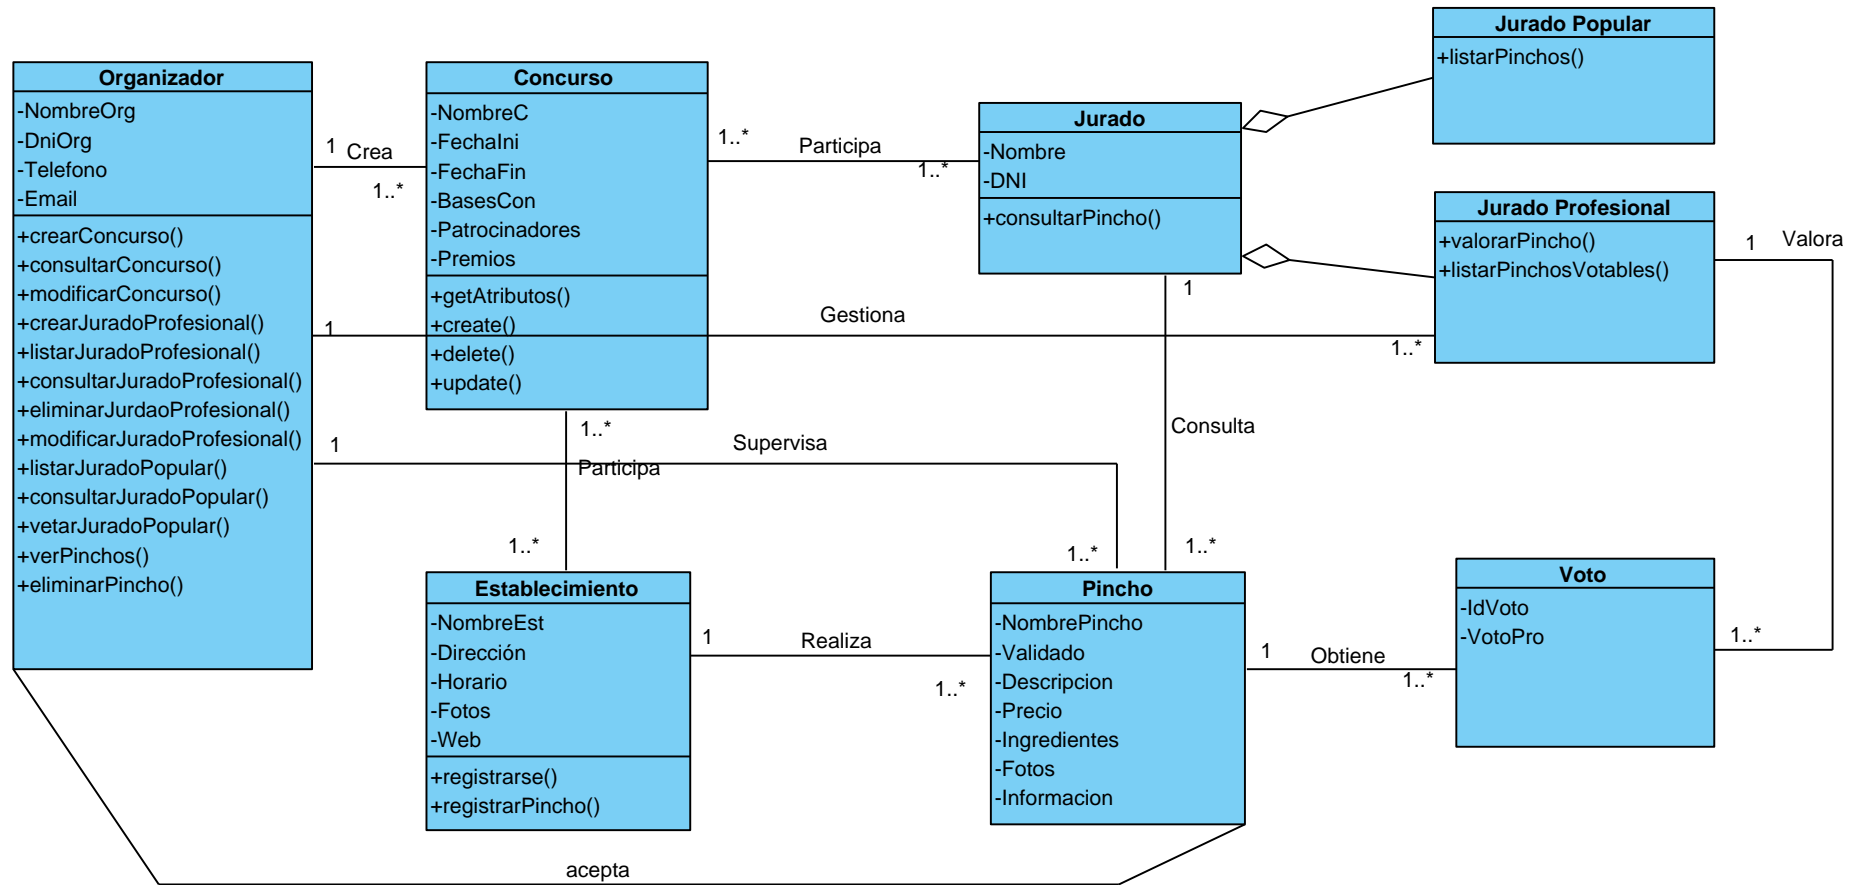 Organizador
-NombreOrg
-DniOrg
-Telefono
-Email
+crearConcurso()
+consultarConcurso()
+modificarConcurso()
+crearJuradoProfesional()
+listarJuradoProfesional()
+consultarJuradoProfesional()
+eliminarJurdaoProfesional()
+modificarJuradoProfesional()
+listarJuradoPopular()
+consultarJuradoPopular()
+vetarJuradoPopular()
+verPinchos()
+eliminarPincho()
1
Crea
1..*
Concurso
-NombreC
-FechaIni
-FechaFin
-BasesCon
-Patrocinadores
-Premios
+getAtributos()
+create()
+delete()
+update()
1..*
Participa
1..*
Jurado
-Nombre
-DNI
+consultarPincho()
Jurado Popular
+listarPinchos()
Jurado Profesional
+valorarPincho()
+listarPinchosVotables()
1
Valora
1..*
1
Gestiona
1..*
1
Supervisa
1..*
1
Consulta
1..*
1..*
Participa
1..*
Establecimiento
-NombreEst
-Dirección
-Horario
-Fotos
-Web
+registrarse()
+registrarPincho()
1
Realiza
1..*
Pincho
-NombrePincho
-Validado
-Descripcion
-Precio
-Ingredientes
-Fotos
-Informacion
1
Obtiene
1..*
Voto
-IdVoto
-VotoPro
acepta